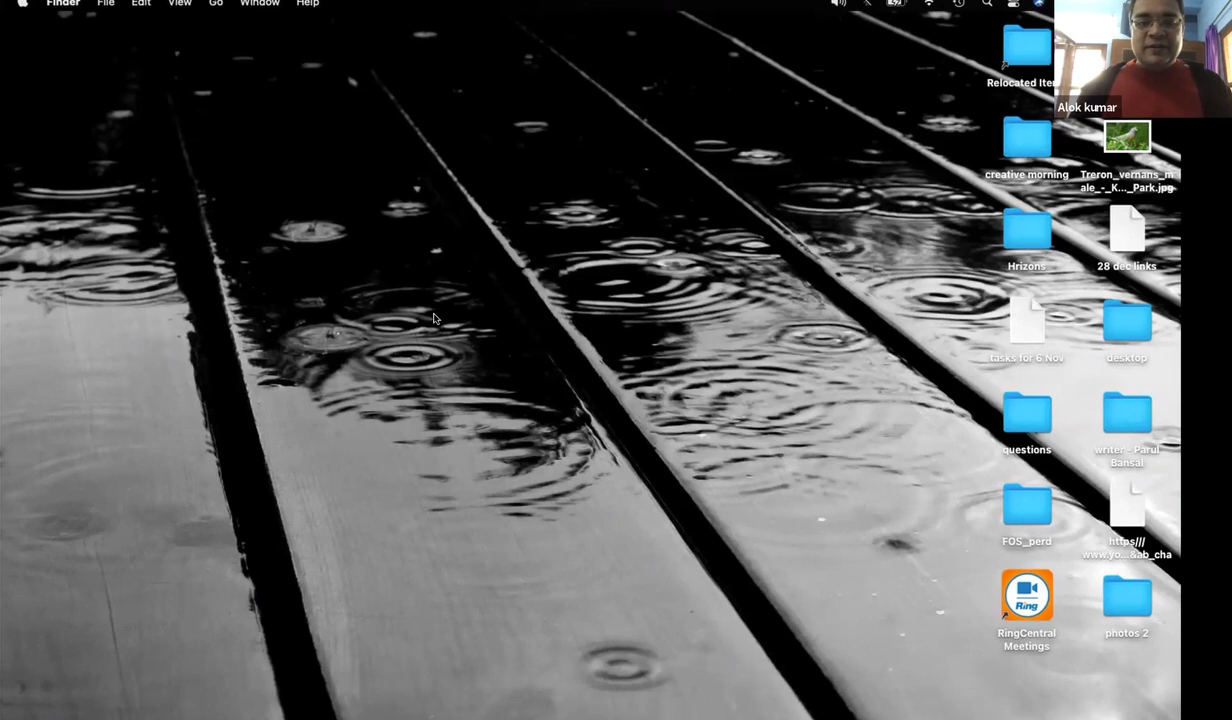 Finder File Edit View Go Window Help
Alok kumar
Relocated Iter
creative morning
Treron_vernans_m
ale_-_K..._Park.jpg
Hrizons
28 dec links
tasks for 6 Nov
desktop
questions
writer - Parul
Bansal
FOS_perd
https///
www.yo...&ab_cha
Ring
RingCentral
Meetings
photos 2